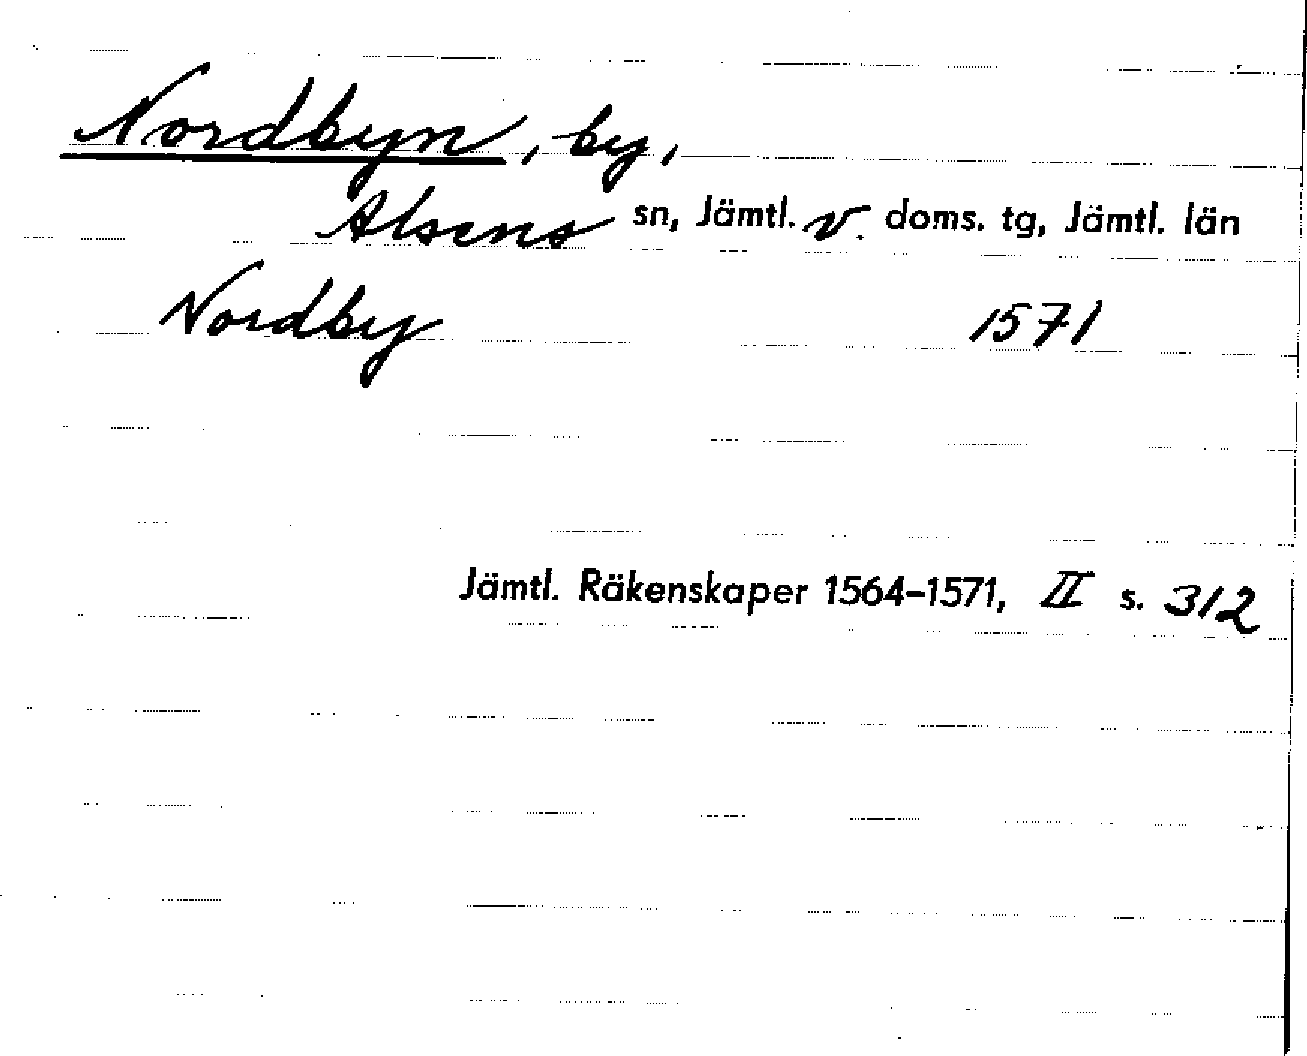 Nordbyn, by,
Alsens sn, Jämtl. v. doms. tg, Jämtl. län
Nordby 1571
Jämtl. Räkenskaper 1564–1571, II s. 312